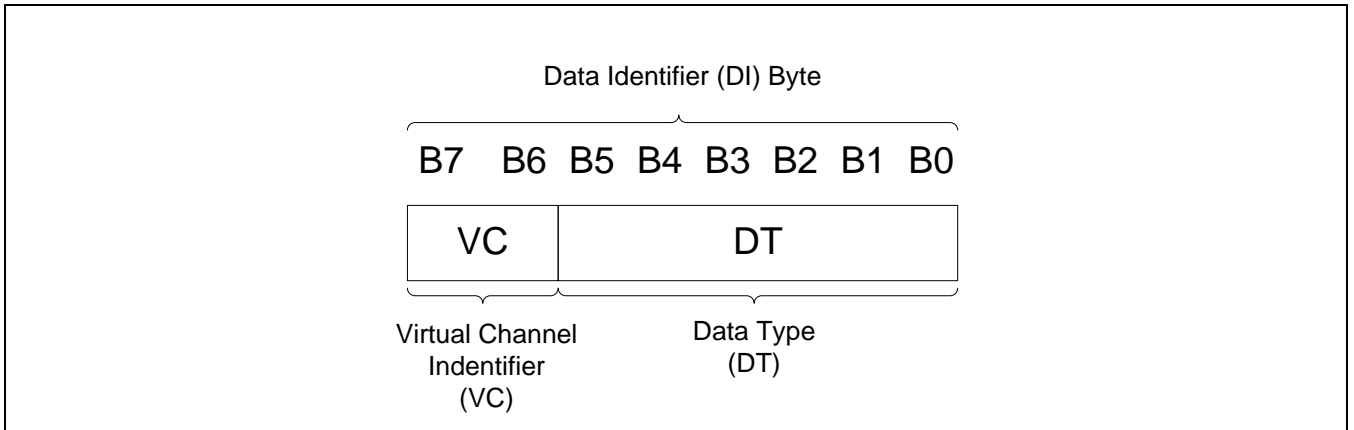 Data Identifier (DI) Byte
B7 B6 B5 B4 B3 B2 B1 B0
VC DT
Virtual Channel
Indentifier
(VC)
Data Type
(DT)